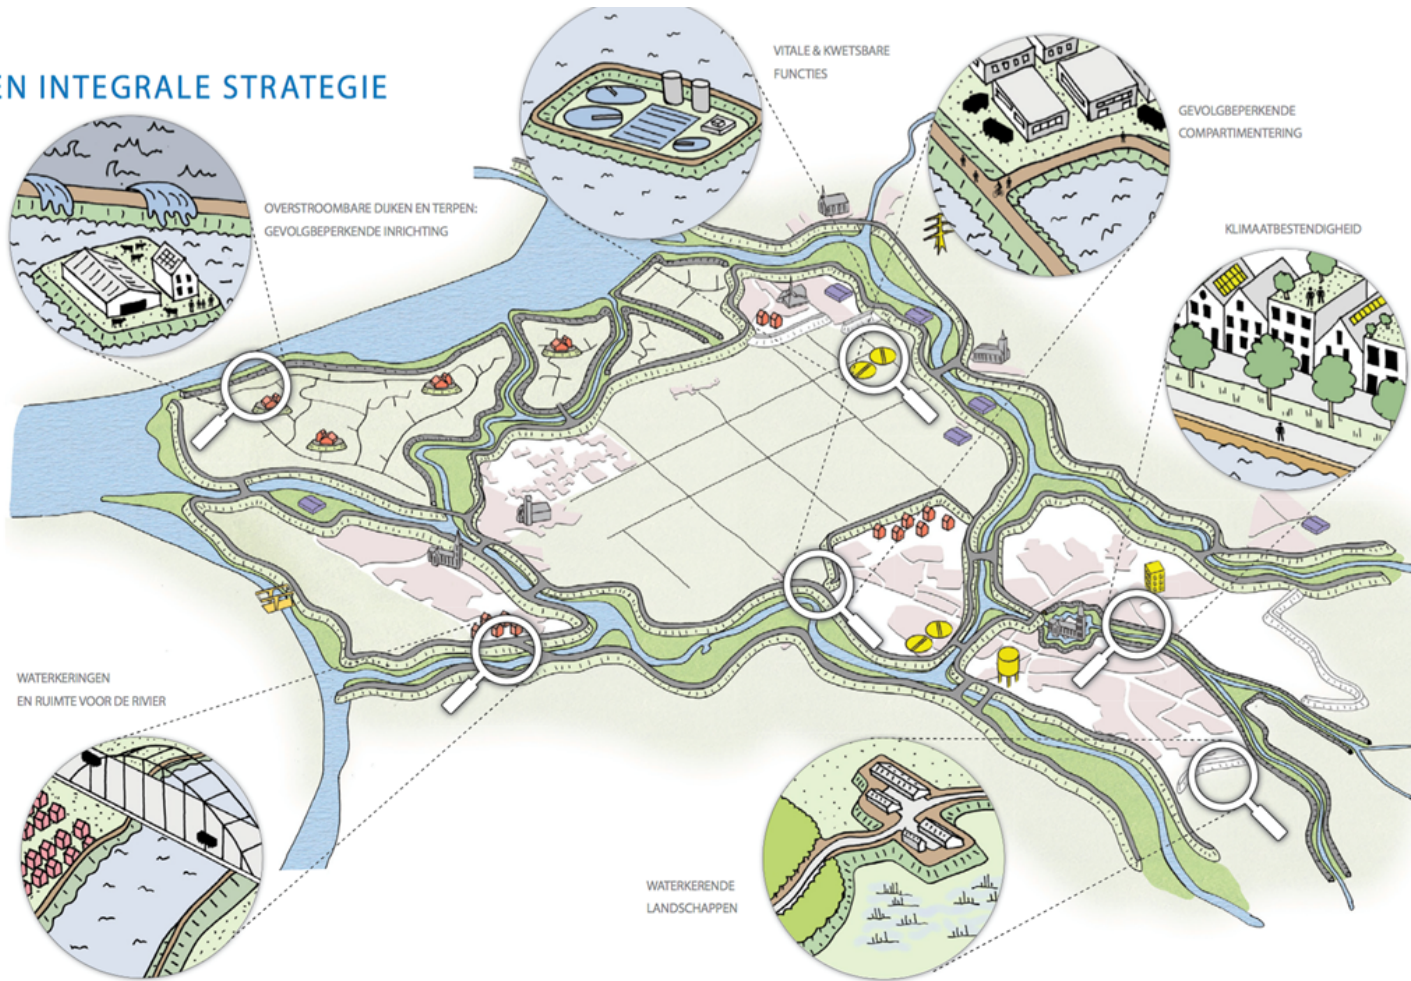 EN INTEGRALE STRATEGIE
VITALE & KWETSBARE
FUNCTIES
GEVOLGBEPERKENDE
COMPARTIMENTERING
OVERSTROOMBARE DIJKEN EN TERPEN:
GEVOLGBEPERKENDE INRICHTING
KLIMAATBESTENDIGHEID
WATERKERINGEN
EN RUIMTE VOOR DE RIVIER
WATERKERENDE
LANDSCHAPPEN